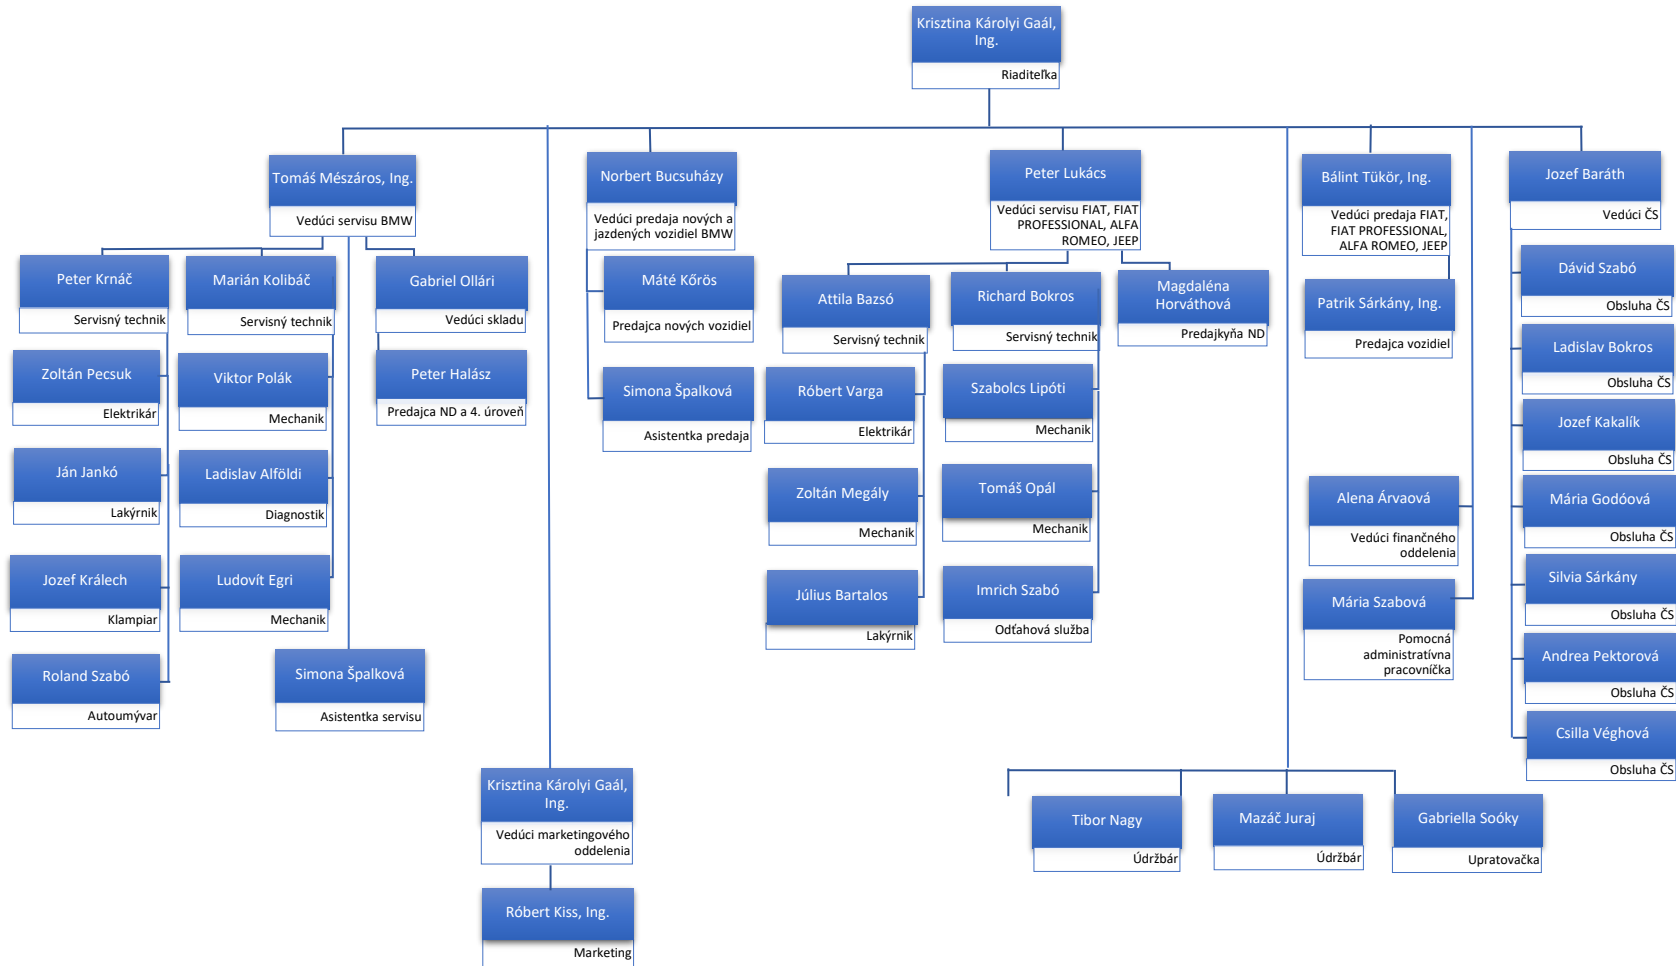 Krisztina Károlyi Gaál,
Ing.
Riaditeľka
Tomáš Mészáros, Ing.
Vedúci servisu BMW
Peter Krnáč
Servisný technik
Zoltán Pecsuk
Elektrikár
Ján Jankó
Lakýrnik
Jozef Králech
Klampiar
Roland Szabó
Autoumývar
Marián Kolibáč
Servisný technik
Viktor Polák
Mechanik
Ladislav Alföldi
Diagnostik
Ludovít Egri
Mechanik
Gabriel Ollári
Vedúci skladu
Peter Halász
Predajca ND a 4. úroveň
Simona Špalková
Asistentka servisu
Krisztina Károlyi Gaál,
Ing.
Vedúci marketingového
oddelenia
Róbert Kiss, Ing.
Marketing
Norbert Bucsuházy
Vedúci predaja nových a
jazdených vozidiel BMW
Máté Kőrös
Predajca nových vozidiel
Simona Špalková
Asistentka predaja
Peter Lukács
Vedúci servisu FIAT, FIAT
PROFESSIONAL, ALFA
ROMEO, JEEP
Attila Bazsó
Servisný technik
Róbert Varga
Elektrikár
Zoltán Megály
Mechanik
Július Bartalos
Lakýrnik
Richard Bokros
Servisný technik
Szabolcs Lipóti
Mechanik
Tomáš Opál
Mechanik
Imrich Szabó
Odťahová služba
Magdaléna
Horváthová
Predajkyňa ND
Tibor Nagy
Údržbár
Mazáč Juraj
Údržbár
Gabriella Soóky
Upratovačka
Bálint Tükör, Ing.
Vedúci predaja FIAT,
FIAT PROFESSIONAL,
ALFA ROMEO, JEEP
Patrik Sárkány, Ing.
Predajca vozidiel
Alena Árvaová
Vedúci finančného
oddelenia
Mária Szabová
Pomocná
administratívna
pracovníčka
Jozef Baráth
Vedúci ČS
Dávid Szabó
Obsluha ČS
Ladislav Bokros
Obsluha ČS
Jozef Kakalík
Obsluha ČS
Mária Godóová
Obsluha ČS
Silvia Sárkány
Obsluha ČS
Andrea Pektorová
Obsluha ČS
Csilla Véghová
Obsluha ČS